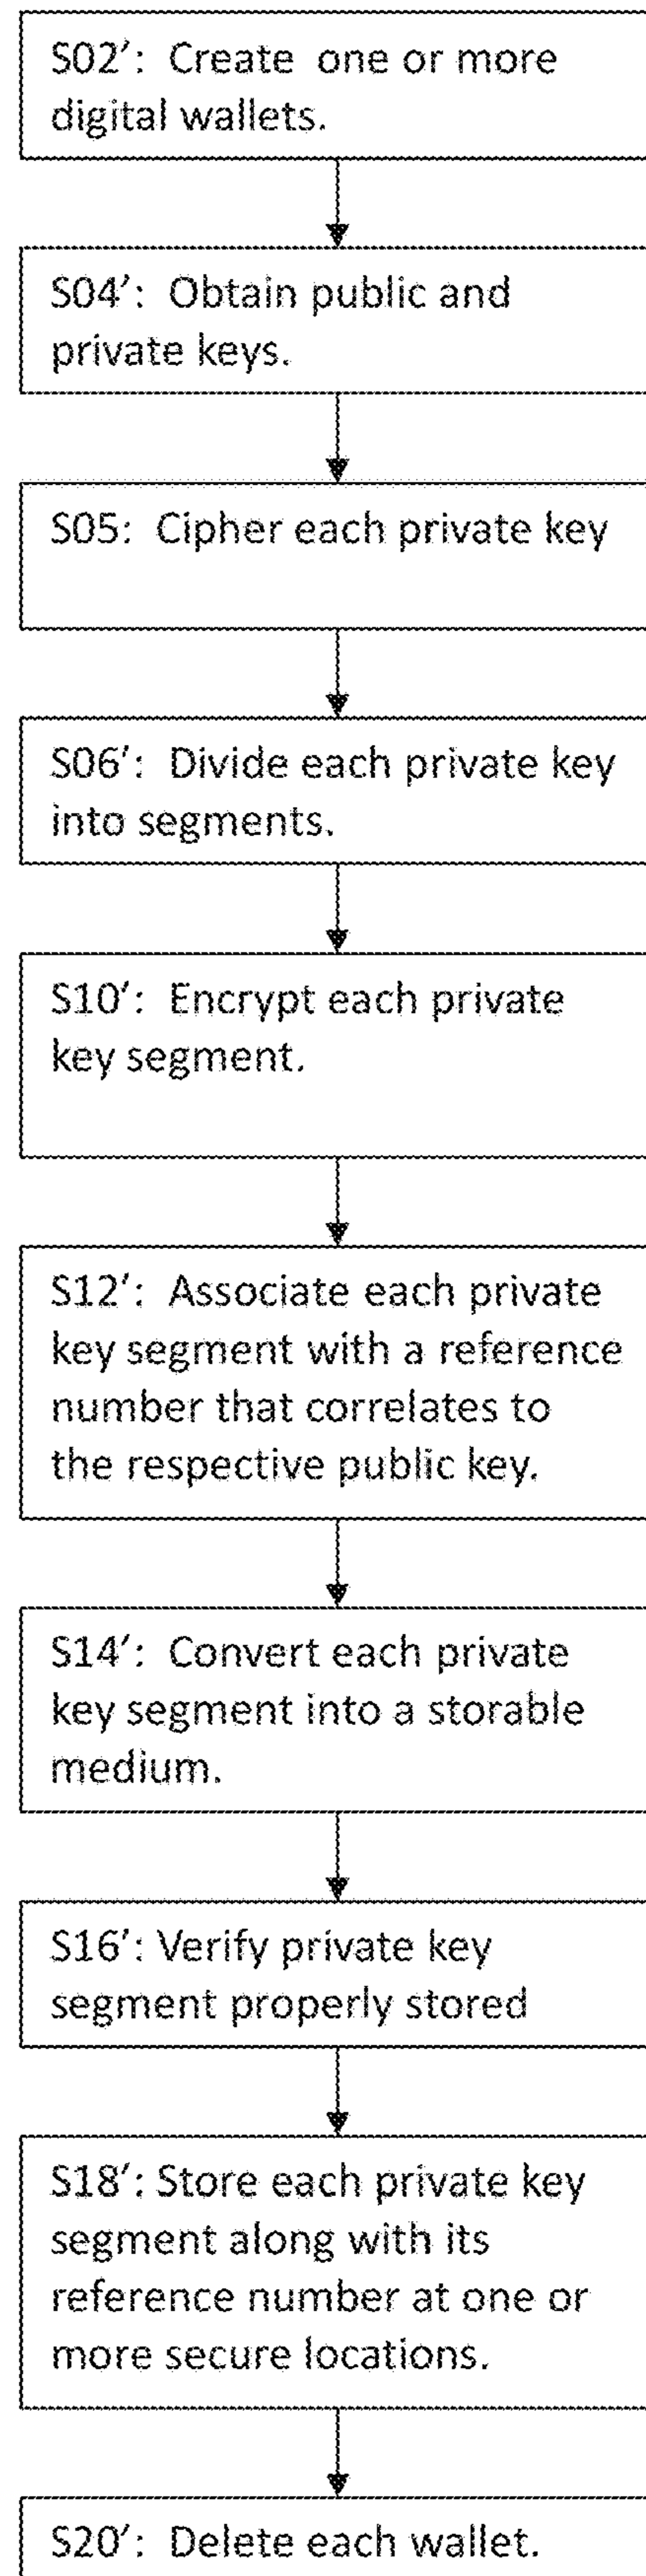 S02′: Create one or more
digital wallets.
S04′: Obtain public and
private keys.
S05: Cipher each private key
S06′: Divide each private key
into segments.
S10′: Encrypt each private
key segment.
S12′: Associate each private
key segment with a reference
number that correlates to
the respective public key.
S14′: Convert each private
key segment into a storable
medium.
S16′: Verify private key
segment properly stored
S18′: Store each private key
segment along with its
reference number at one or
more secure locations.
S20′: Delete each wallet.